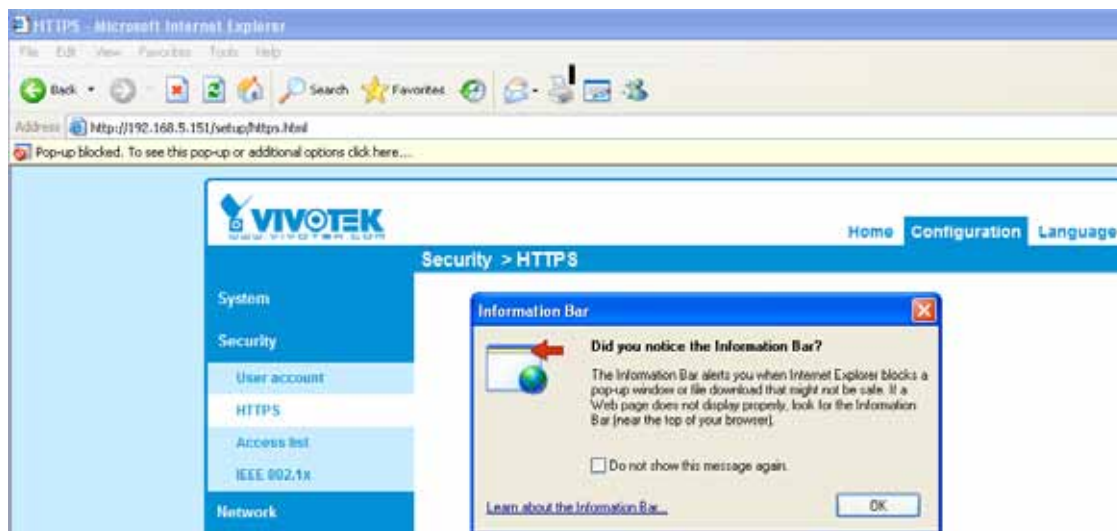 HTTPS - Microsoft Internet Explorer
File Edit View Favorites Tools Help
Back Search Favorites
Address http://192.168.5.151/setup/https.html
Pop-up blocked. To see this pop-up or additional options click here....
VIVOTEK
WWW.VIVOTEK.COM
Home Configuration Language
Security > HTTPS
System
Security
User account
HTTPS
Access list
IEEE 802.1x
Network
Information Bar
Did you notice the Information Bar?
The Information Bar alerts you when Internet Explorer blocks a
pop-up window or file download that might not be safe. If a
Web page does not display properly, look for the Information
Bar (near the top of your browser).
Do not show this message again.
Learn about the Information Bar...
OK